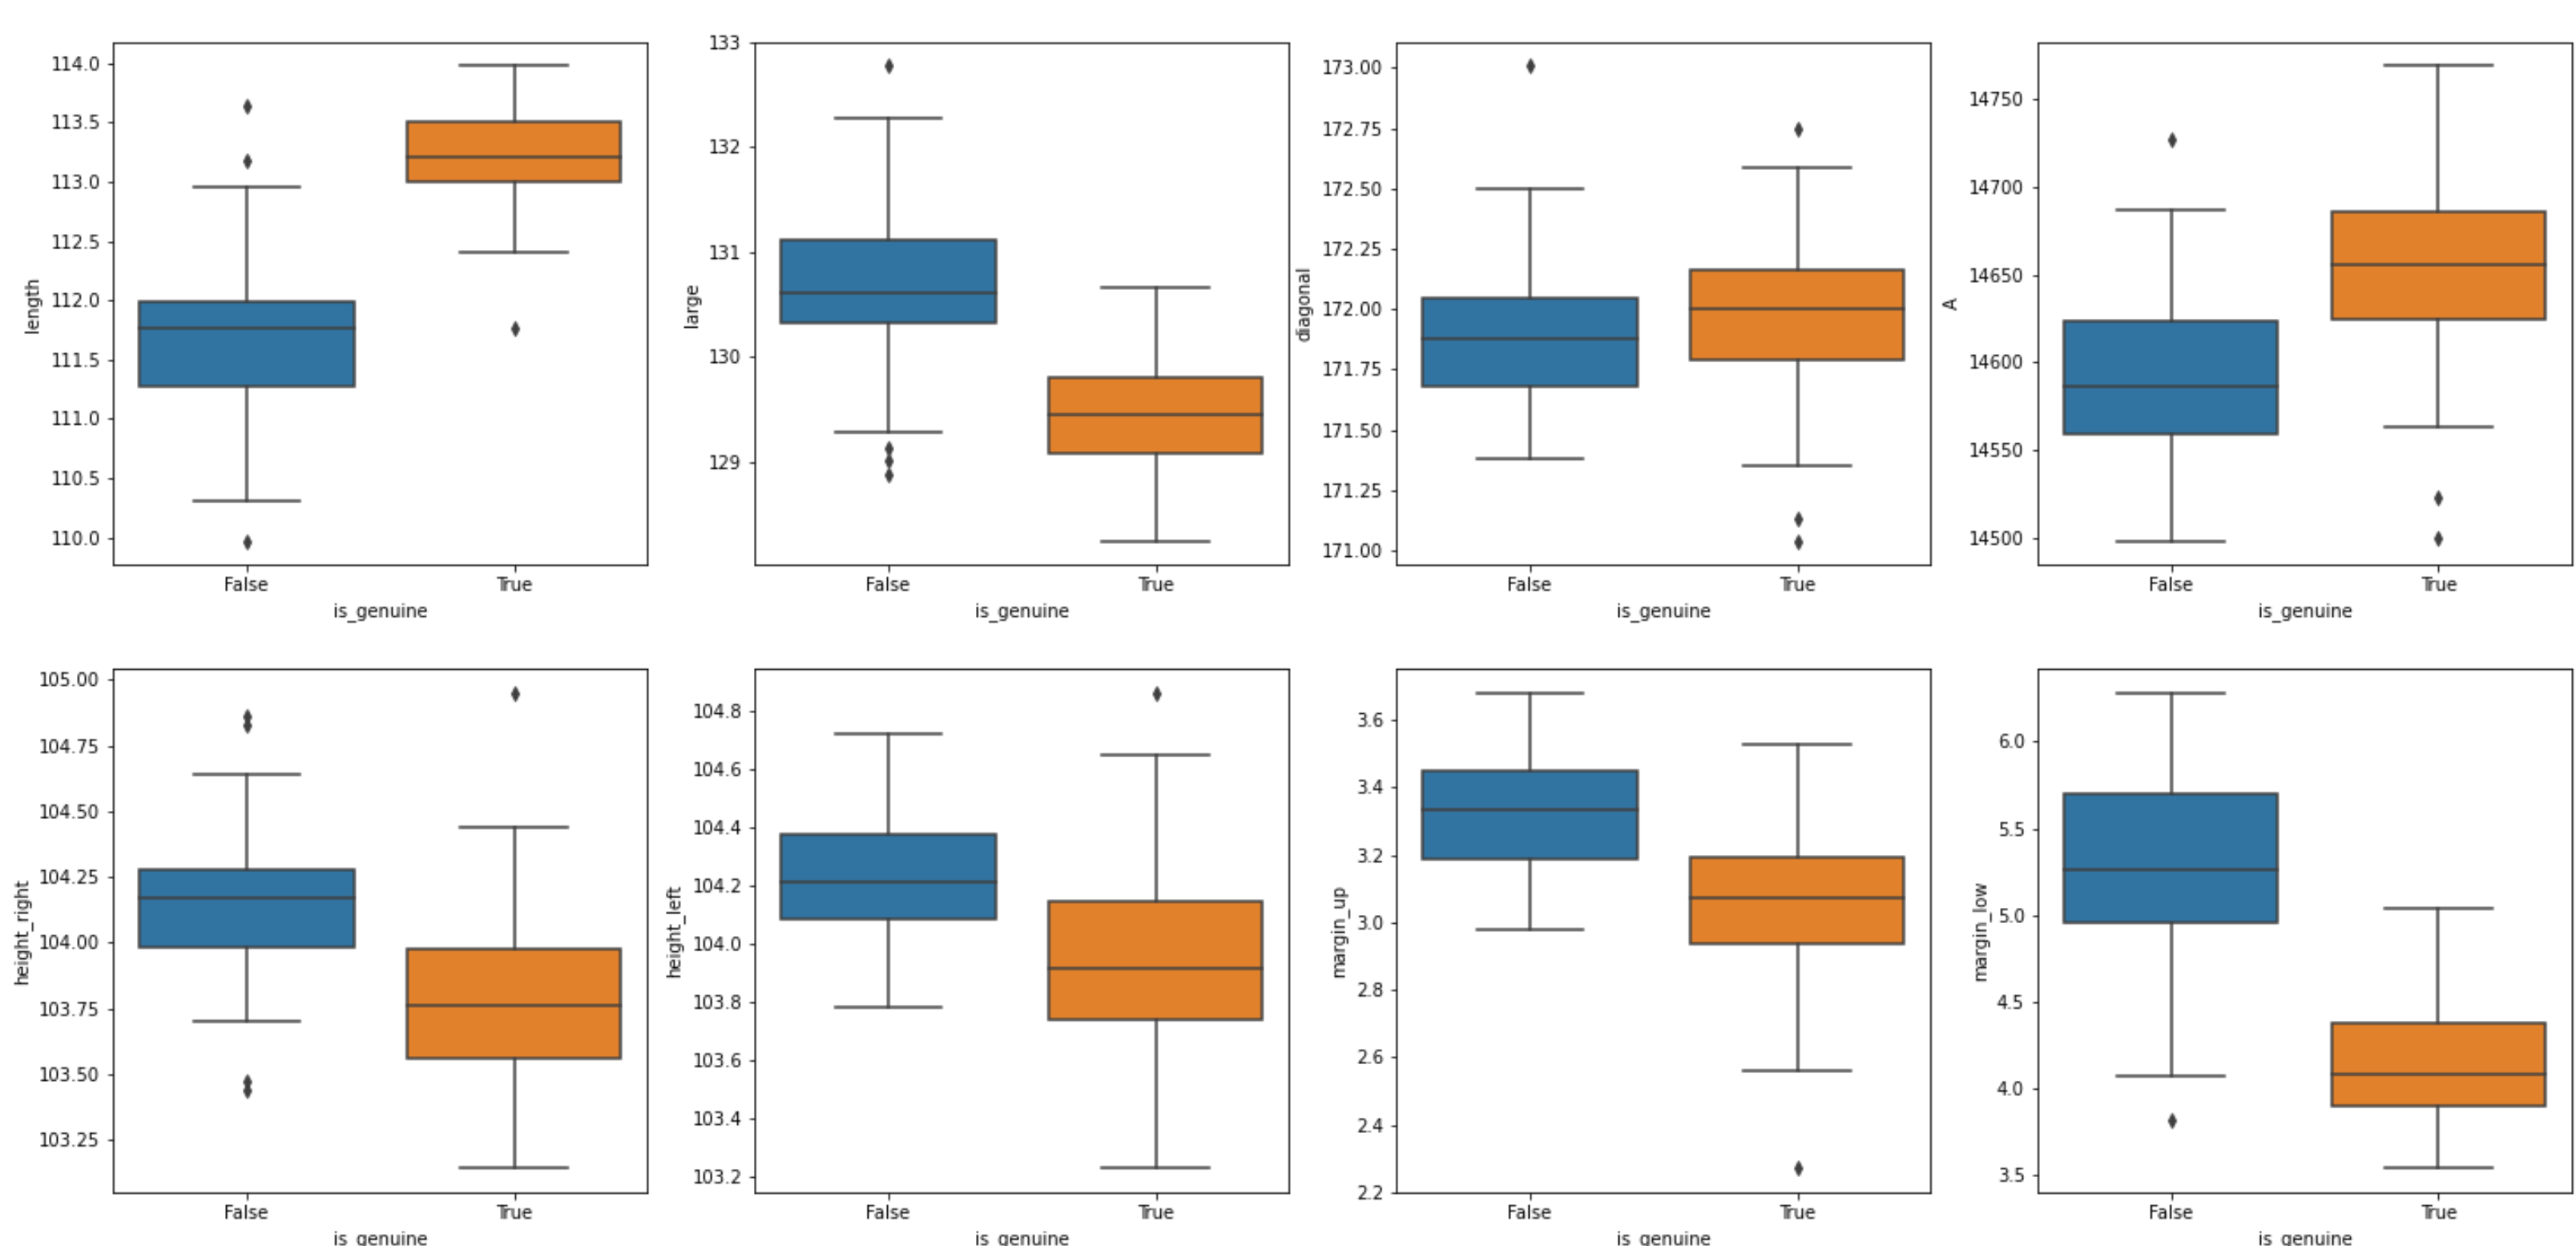 length
114.0
113.5
113.0
112.5
112.0
111.5
111.0
110.5
110.0
False True
is_genuine
large
133
132
131
130
129
False True
is_genuine
diagonal
173.00
172.75
172.50
172.25
172.00
171.75
171.50
171.25
171.00
False True
is_genuine
A
14750
14700
14650
14600
14550
14500
False True
is_genuine
height_right
105.00
104.75
104.50
104.25
104.00
103.75
103.50
103.25
False True
is_genuine
height_left
104.8
104.6
104.4
104.2
104.0
103.8
103.6
103.4
103.2
False True
is_genuine
margin_up
3.6
3.4
3.2
3.0
2.8
2.6
2.4
2.2
False True
is_genuine
margin_low
6.0
5.5
5.0
4.5
4.0
3.5
False True
is_genuine